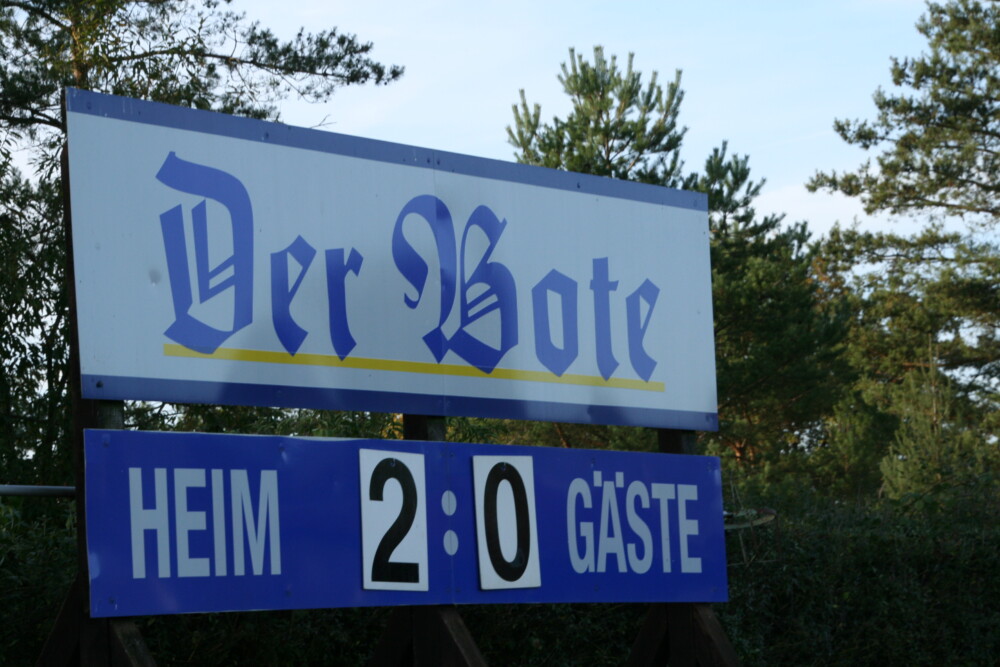 Der Bote
HEIM 2:0 GÄSTE